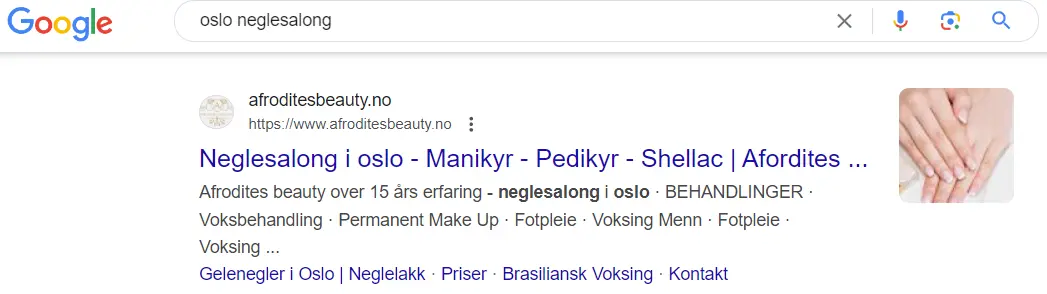 Google
oslo neglesalong
afroditesbeauty.no
https://www.afroditesbeauty.no
Neglesalong i oslo - Manikyr - Pedikyr - Shellac | Afordites ...
Afrodites beauty over 15 års erfaring - neglesalong i oslo · BEHANDLINGER ·
Voksbehandling · Permanent Make Up · Fotpleie · Voksing Menn · Fotpleie ·
Voksing ...
Gelenegler i Oslo | Neglelakk · Priser · Brasiliansk Voksing · Kontakt